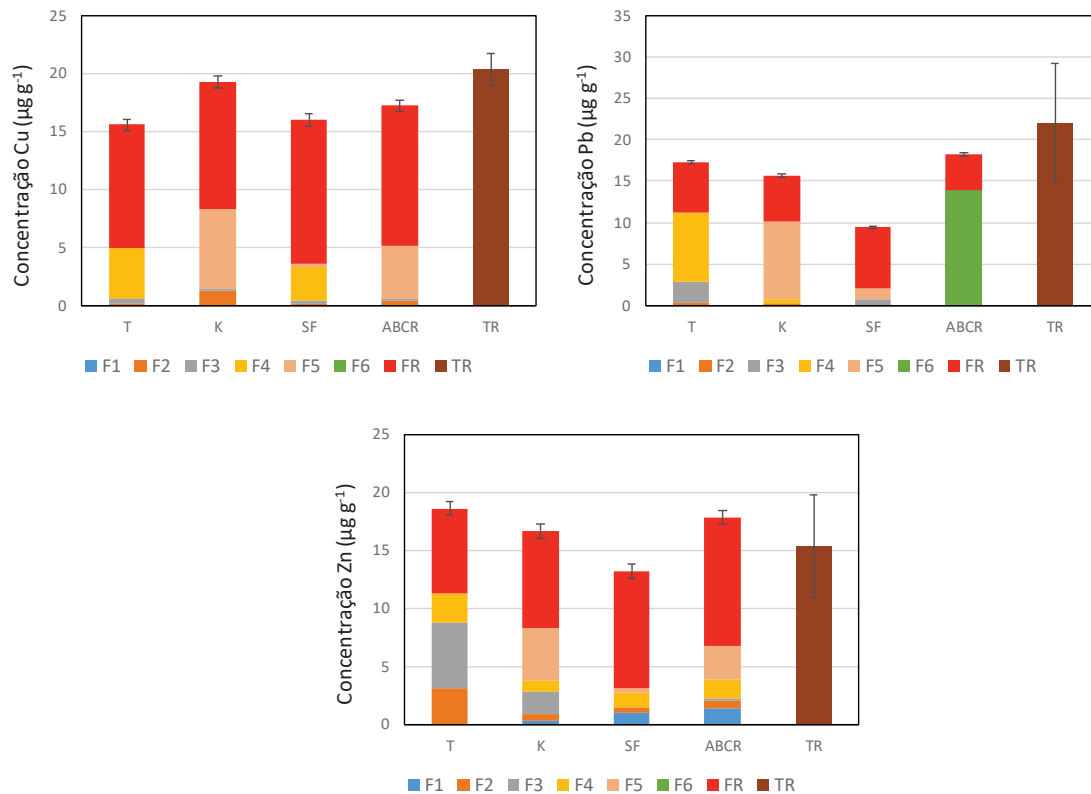 Concentração Cu (µg g⁻¹)
25
20
15
10
5
0
T K SF ABCR TR
F1 F2 F3 F4 F5 F6 FR TR
Concentração Pb (µg g⁻¹)
35
30
25
20
15
10
5
0
T K SF ABCR TR
F1 F2 F3 F4 F5 F6 FR TR
Concentração Zn (µg g⁻¹)
25
20
15
10
5
0
T K SF ABCR TR
F1 F2 F3 F4 F5 F6 FR TR